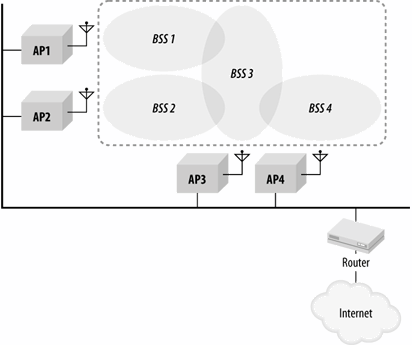 AP1
BSS 1
BSS 3
AP2
BSS 2
BSS 4
AP3
AP4
Router
Internet